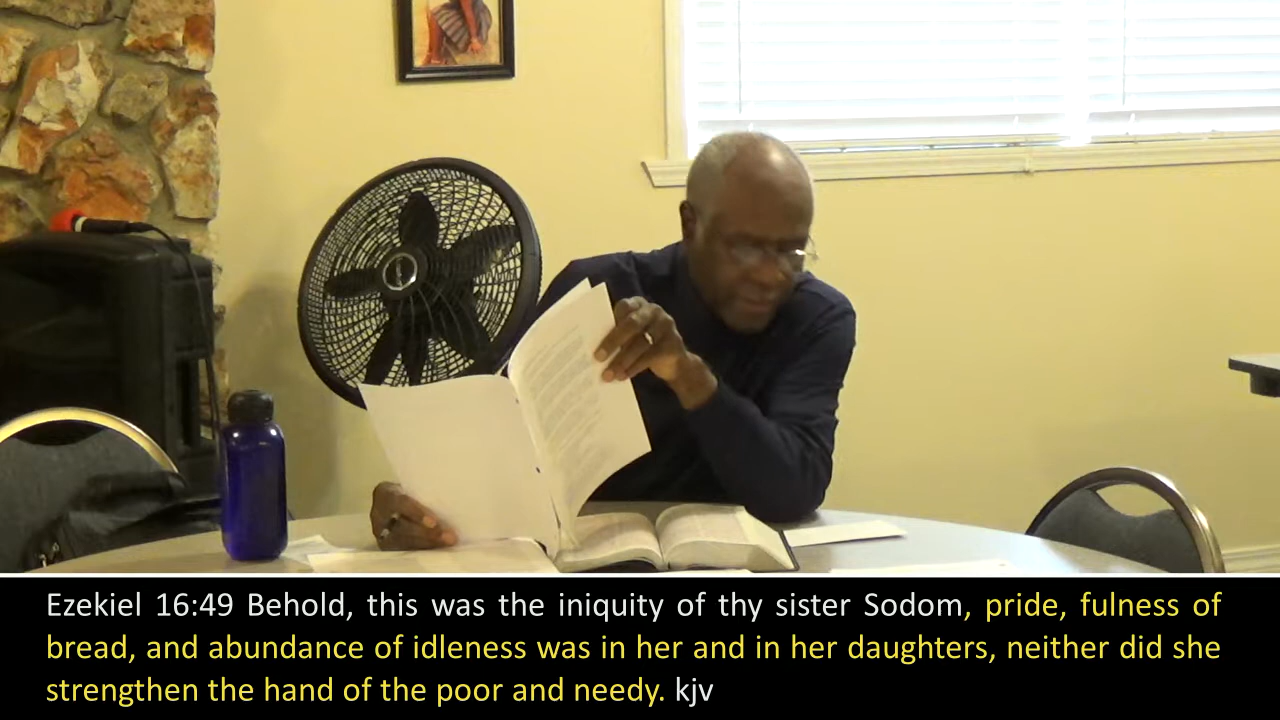 Ezekiel 16:49 Behold, this was the iniquity of thy sister Sodom, pride, fulness of
bread, and abundance of idleness was in her and in her daughters, neither did she
strengthen the hand of the poor and needy. kjv